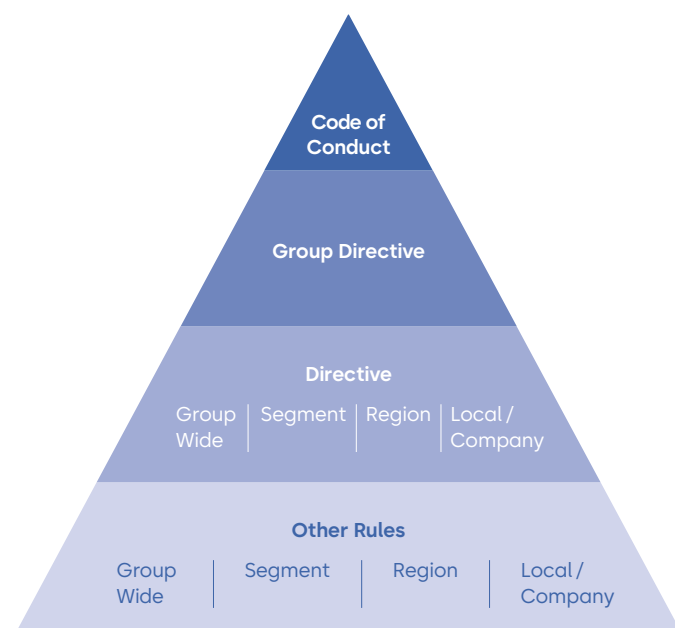 Code of
Conduct
Group Directive
Directive
Group Wide | Segment | Region | Local / Company
Other Rules
Group Wide | Segment | Region | Local / Company